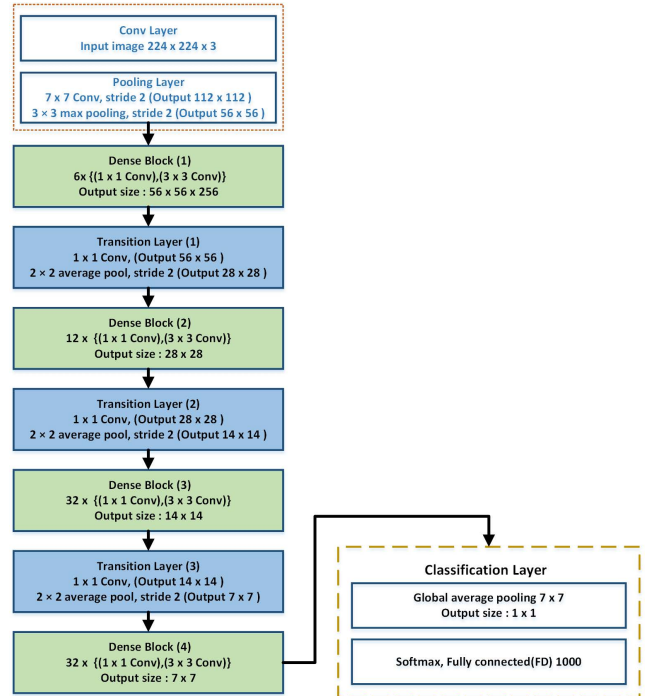 Conv Layer
Input image 224 x 224 x 3
Pooling Layer
7 x 7 Conv, stride 2 (Output 112 x 112 )
3 × 3 max pooling, stride 2 (Output 56 x 56 )
Dense Block (1)
6x {(1 x 1 Conv),(3 x 3 Conv)}
Output size : 56 x 56 x 256
Transition Layer (1)
1 x 1 Conv, (Output 56 x 56 )
2 × 2 average pool, stride 2 (Output 28 x 28 )
Dense Block (2)
12 x {(1 x 1 Conv),(3 x 3 Conv)}
Output size : 28 x 28
Transition Layer (2)
1 x 1 Conv, (Output 28 x 28 )
2 × 2 average pool, stride 2 (Output 14 x 14 )
Dense Block (3)
32 x {(1 x 1 Conv),(3 x 3 Conv)}
Output size : 14 x 14
Transition Layer (3)
1 x 1 Conv, (Output 14 x 14 )
2 × 2 average pool, stride 2 (Output 7 x 7 )
Dense Block (4)
32 x {(1 x 1 Conv),(3 x 3 Conv)}
Output size : 7 x 7
Classification Layer
Global average pooling 7 x 7
Output size : 1 x 1
Softmax, Fully connected(FD) 1000